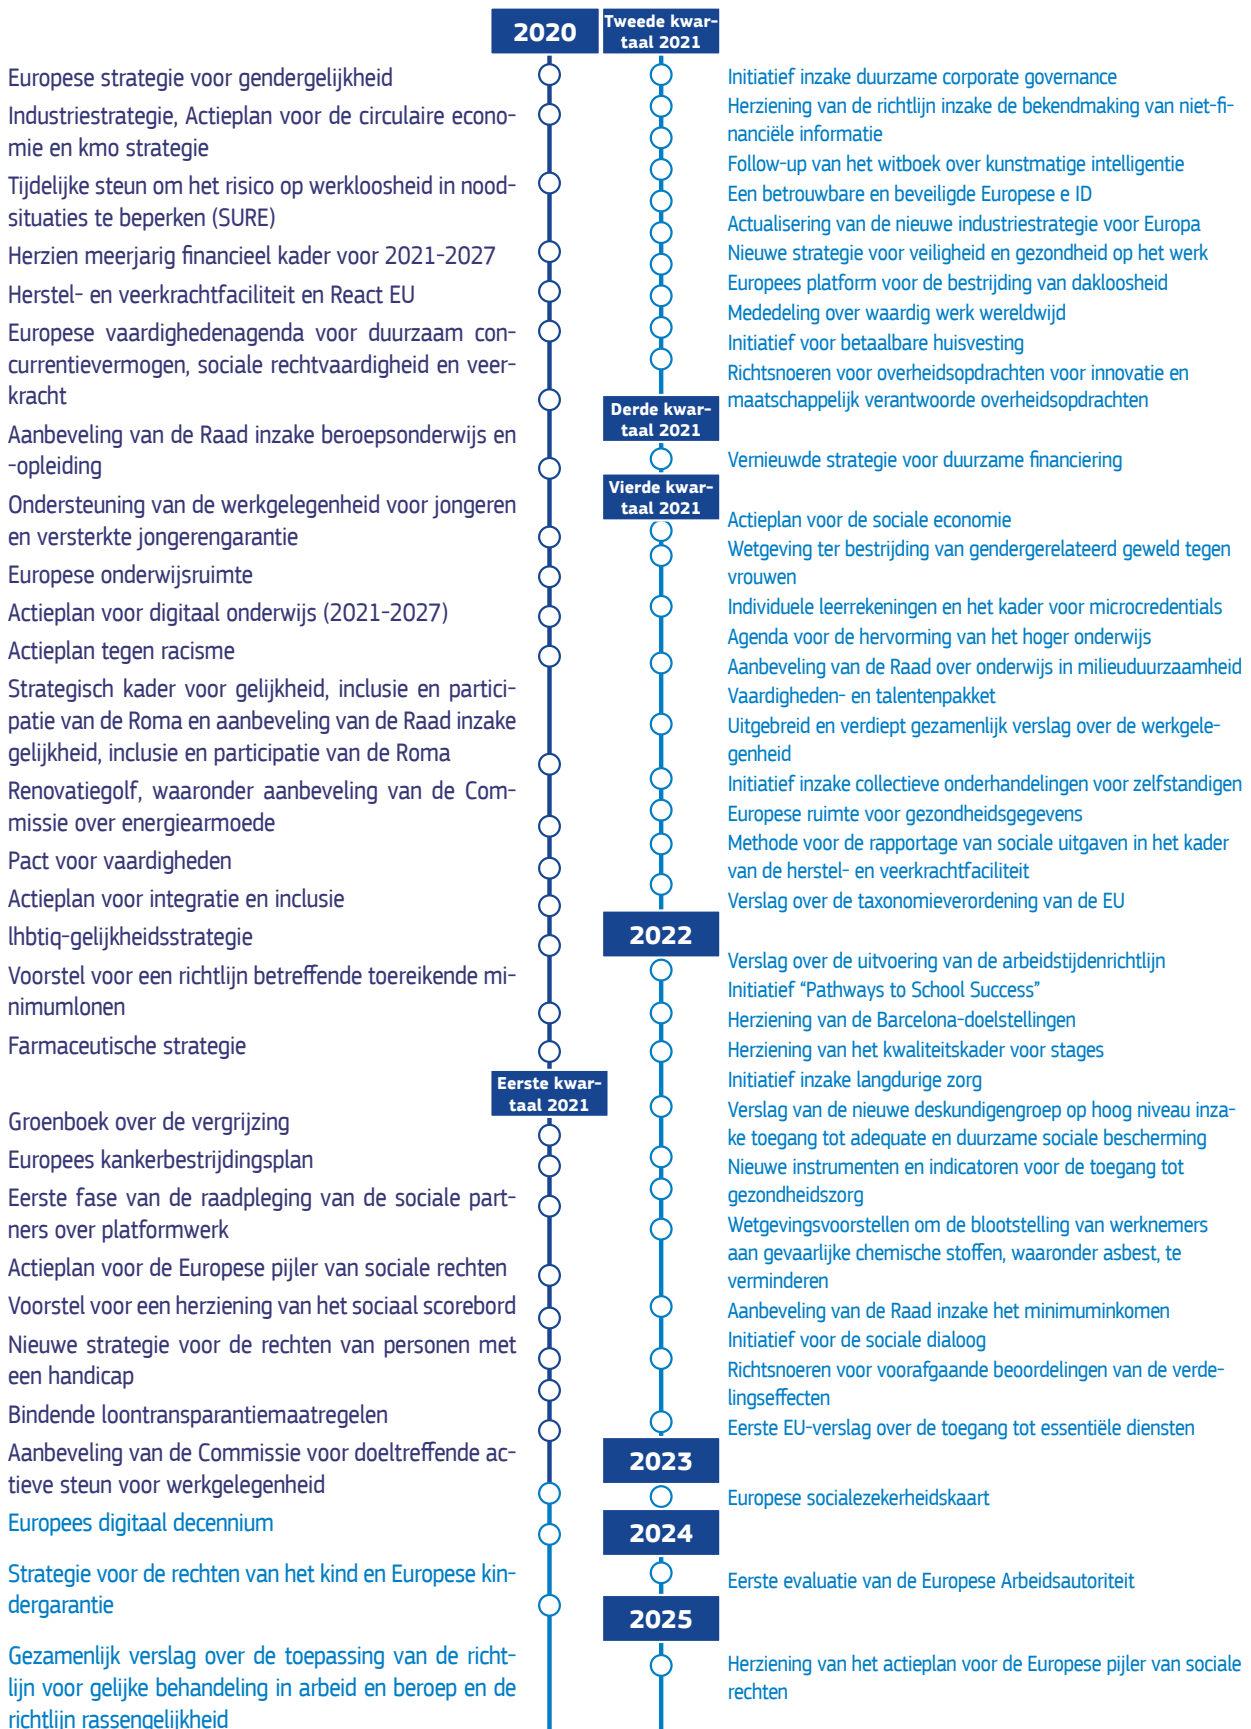 2020
Europese strategie voor gendergelijkheid
Industriestrategie, Actieplan voor de circulaire econo-
mie en kmo strategie
Tijdelijke steun om het risico op werkloosheid in nood-
situaties te beperken (SURE)
Herzien meerjarig financieel kader voor 2021-2027
Herstel- en veerkrachtfaciliteit en React EU
Europese vaardighedenagenda voor duurzaam con-
currentievermogen, sociale rechtvaardigheid en veer-
kracht
Aanbeveling van de Raad inzake beroepsonderwijs en
-opleiding
Ondersteuning van de werkgelegenheid voor jongeren
en versterkte jongerengarantie
Europese onderwijsruimte
Actieplan voor digitaal onderwijs (2021-2027)
Actieplan tegen racisme
Strategisch kader voor gelijkheid, inclusie en partici-
patie van de Roma en aanbeveling van de Raad inzake
gelijkheid, inclusie en participatie van de Roma
Renovatiegolf, waaronder aanbeveling van de Com-
missie over energiearmoede
Pact voor vaardigheden
Actieplan voor integratie en inclusie
lhbtiq-gelijkheidsstrategie
Voorstel voor een richtlijn betreffende toereikende mi-
nimumlonen
Farmaceutische strategie
Eerste kwar-
taal 2021
Groenboek over de vergrijzing
Europees kankerbestrijdingsplan
Eerste fase van de raadpleging van de sociale part-
ners over platformwerk
Actieplan voor de Europese pijler van sociale rechten
Voorstel voor een herziening van het sociaal scorebord
Nieuwe strategie voor de rechten van personen met
een handicap
Bindende loontransparantiemaatregelen
Aanbeveling van de Commissie voor doeltreffende ac-
tieve steun voor werkgelegenheid
Europees digitaal decennium
Strategie voor de rechten van het kind en Europese kin-
dergarantie
Gezamenlijk verslag over de toepassing van de richt-
lijn voor gelijke behandeling in arbeid en beroep en de
richtlijn rassengelijkheid
Tweede kwar-
taal 2021
Initiatief inzake duurzame corporate governance
Herziening van de richtlijn inzake de bekendmaking van niet-fi-
nanciële informatie
Follow-up van het witboek over kunstmatige intelligentie
Een betrouwbare en beveiligde Europese e ID
Actualisering van de nieuwe industriestrategie voor Europa
Nieuwe strategie voor veiligheid en gezondheid op het werk
Europees platform voor de bestrijding van dakloosheid
Mededeling over waardig werk wereldwijd
Initiatief voor betaalbare huisvesting
Richtsnoeren voor overheidsopdrachten voor innovatie en
maatschappelijk verantwoorde overheidsopdrachten
Derde kwar-
taal 2021
Vernieuwde strategie voor duurzame financiering
Vierde kwar-
taal 2021
Actieplan voor de sociale economie
Wetgeving ter bestrijding van gendergerelateerd geweld tegen
vrouwen
Individuele leerrekeningen en het kader voor microcredentials
Agenda voor de hervorming van het hoger onderwijs
Aanbeveling van de Raad over onderwijs in milieuduurzaamheid
Vaardigheden- en talentenpakket
Uitgebreid en verdiept gezamenlijk verslag over de werkgele-
genheid
Initiatief inzake collectieve onderhandelingen voor zelfstandigen
Europese ruimte voor gezondheidsgegevens
Methode voor de rapportage van sociale uitgaven in het kader
van de herstel- en veerkrachtfaciliteit
Verslag over de taxonomieverordening van de EU
2022
Verslag over de uitvoering van de arbeidstijdenrichtlijn
Initiatief “Pathways to School Success”
Herziening van de Barcelona-doelstellingen
Herziening van het kwaliteitskader voor stages
Initiatief inzake langdurige zorg
Verslag van de nieuwe deskundigengroep op hoog niveau inza-
ke toegang tot adequate en duurzame sociale bescherming
Nieuwe instrumenten en indicatoren voor de toegang tot
gezondheidszorg
Wetgevingsvoorstellen om de blootstelling van werknemers
aan gevaarlijke chemische stoffen, waaronder asbest, te
verminderen
Aanbeveling van de Raad inzake het minimuminkomen
Initiatief voor de sociale dialoog
Richtsnoeren voor voorafgaande beoordelingen van de verde-
lingseffecten
Eerste EU-verslag over de toegang tot essentiële diensten
2023
Europese socialezekerheidskaart
2024
Eerste evaluatie van de Europese Arbeidsautoriteit
2025
Herziening van het actieplan voor de Europese pijler van sociale
rechten